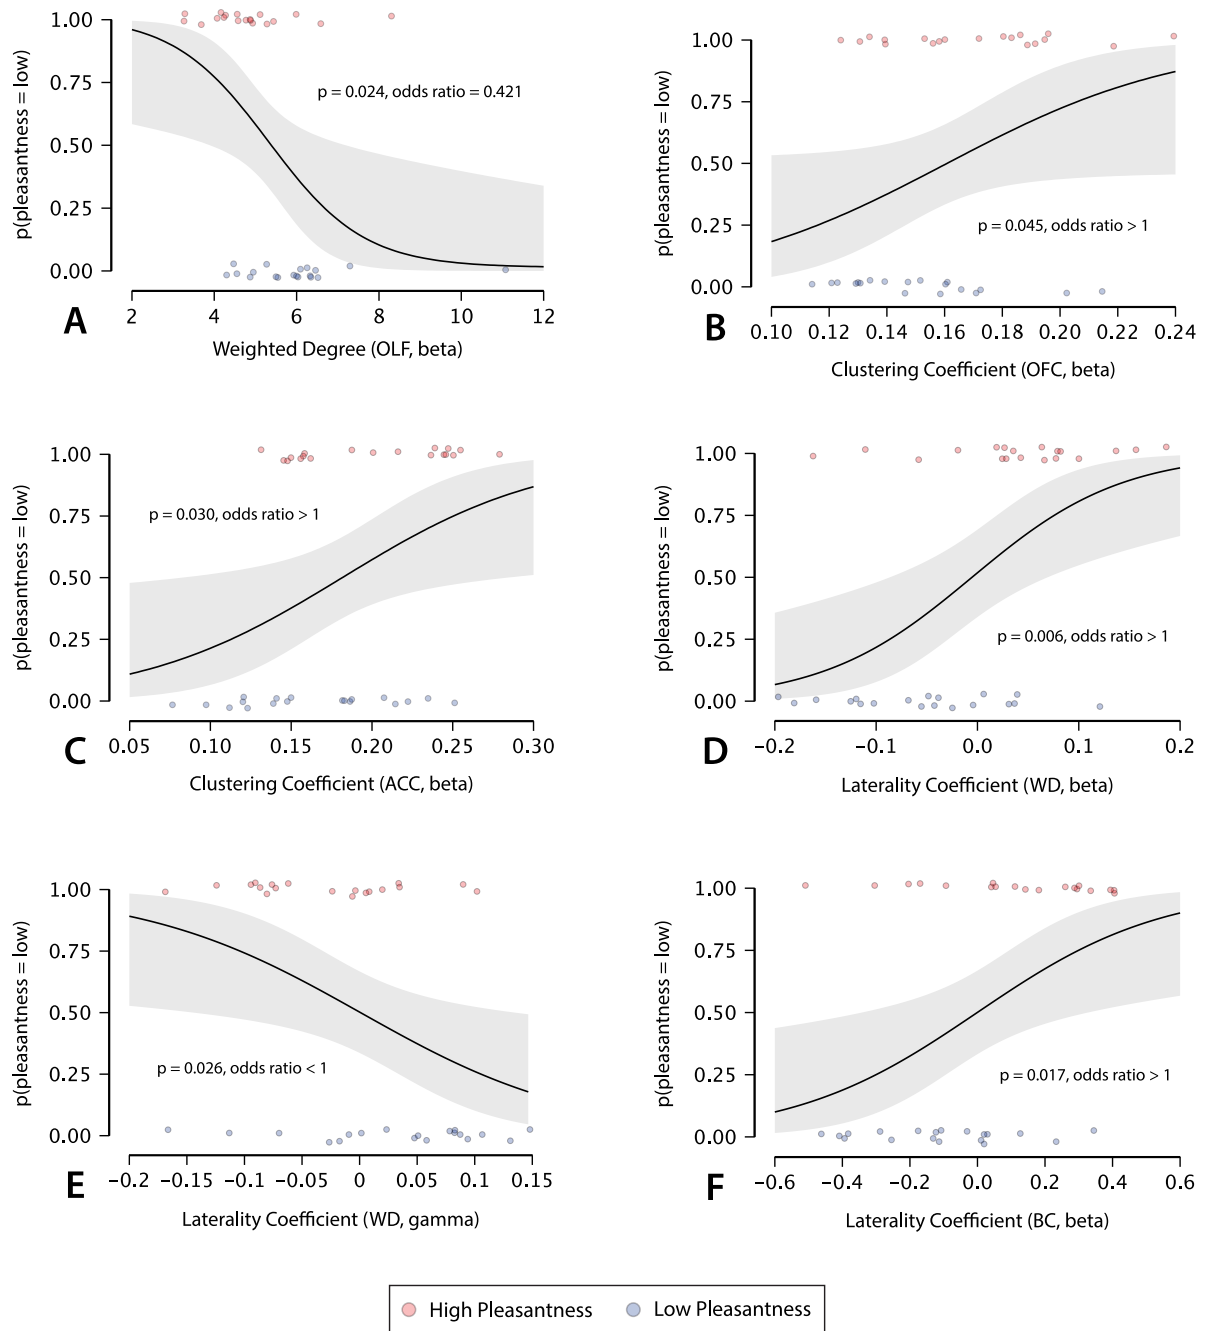 p(pleasantness = low)
1.00
0.75
0.50
0.25
0.00
p = 0.024, odds ratio = 0.421
2 4 6 8 10 12
A
Weighted Degree (OLF, beta)
p(pleasantness = low)
1.00
0.75
0.50
0.25
0.00
p = 0.045, odds ratio > 1
0.10 0.12 0.14 0.16 0.18 0.20 0.22 0.24
B
Clustering Coefficient (OFC, beta)
p(pleasantness = low)
1.00
0.75
0.50
0.25
0.00
p = 0.030, odds ratio > 1
0.05 0.10 0.15 0.20 0.25 0.30
C
Clustering Coefficient (ACC, beta)
p(pleasantness = low)
1.00
0.75
0.50
0.25
0.00
p = 0.006, odds ratio > 1
−0.2 −0.1 0.0 0.1 0.2
D
Laterality Coefficient (WD, beta)
p(pleasantness = low)
1.00
0.75
0.50
0.25
0.00
p = 0.026, odds ratio < 1
−0.2 −0.15 −0.1 −0.05 0 0.05 0.1 0.15
E
Laterality Coefficient (WD, gamma)
p(pleasantness = low)
1.00
0.75
0.50
0.25
0.00
p = 0.017, odds ratio > 1
−0.6 −0.4 −0.2 0.0 0.2 0.4 0.6
F
Laterality Coefficient (BC, beta)
High Pleasantness Low Pleasantness